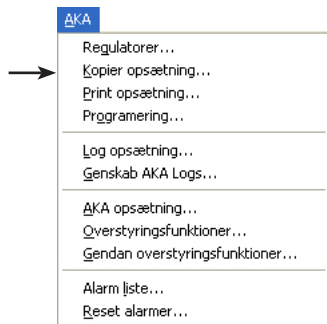 AKA
Regulatorer...
Kopier opsætning...
Print opsætning...
Programering...
Log opsætning...
Genskab AKA Logs...
AKA opsætning...
Overstyringsfunktioner...
Gendan overstyringsfunktioner...
Alarm liste...
Reset alarmer...